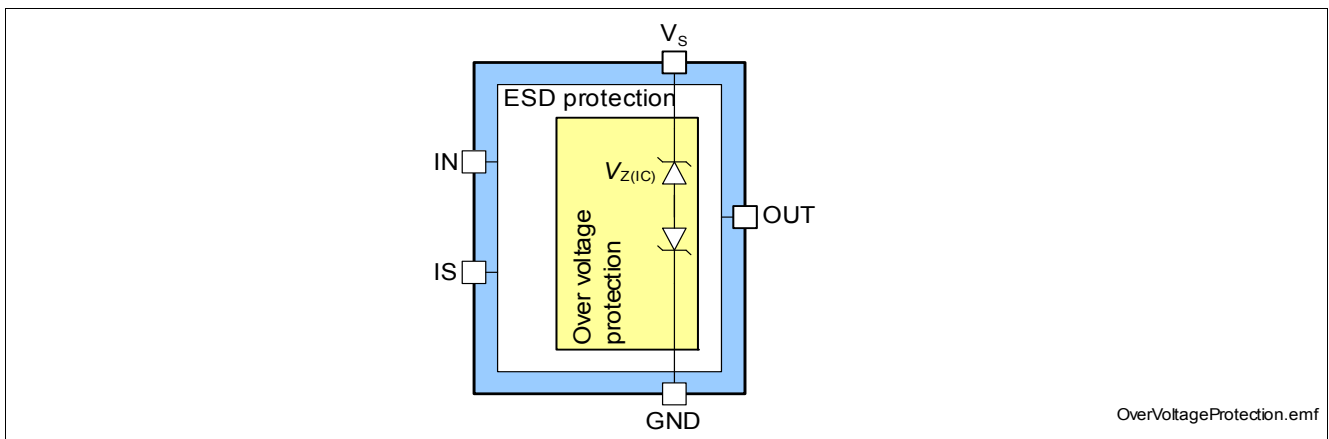 VS
ESD protection
IN
VZ(IC)
OUT
Over voltage
protection
IS
GND
OverVoltageProtection.emf